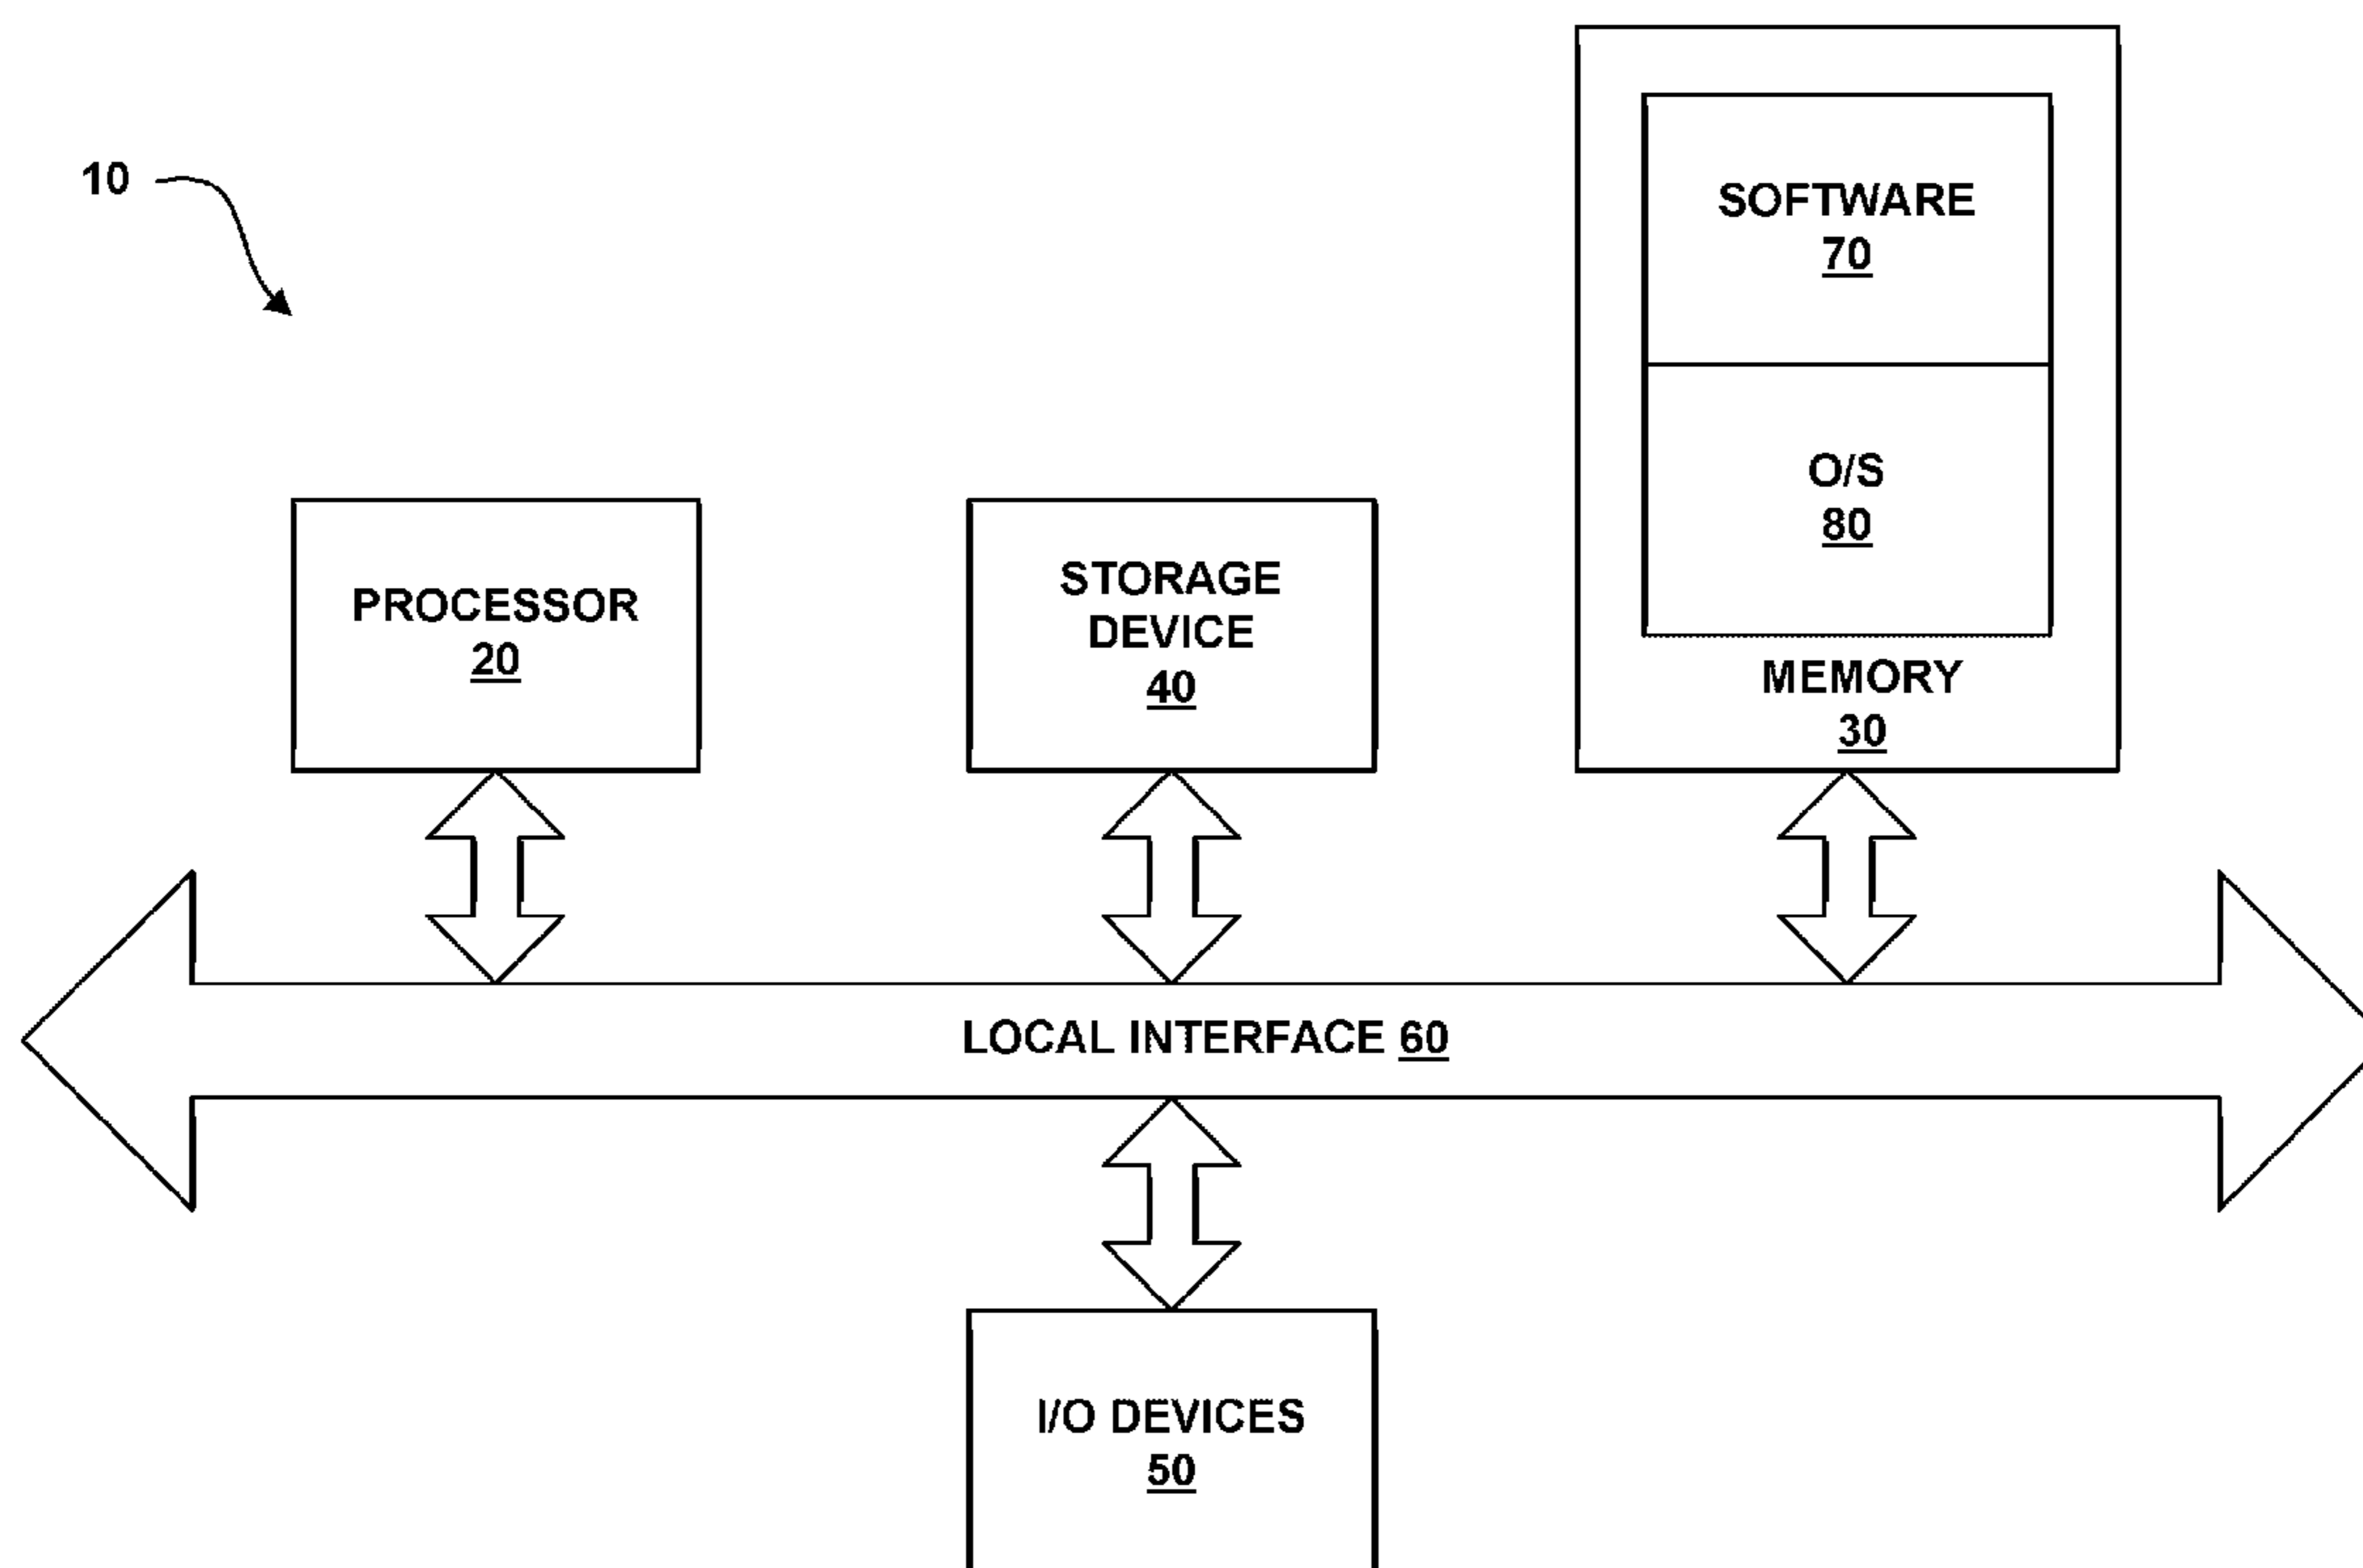 10
SOFTWARE
70
O/S
80
PROCESSOR
20
STORAGE
DEVICE
40
MEMORY
30
LOCAL INTERFACE 60
I/O DEVICES
50